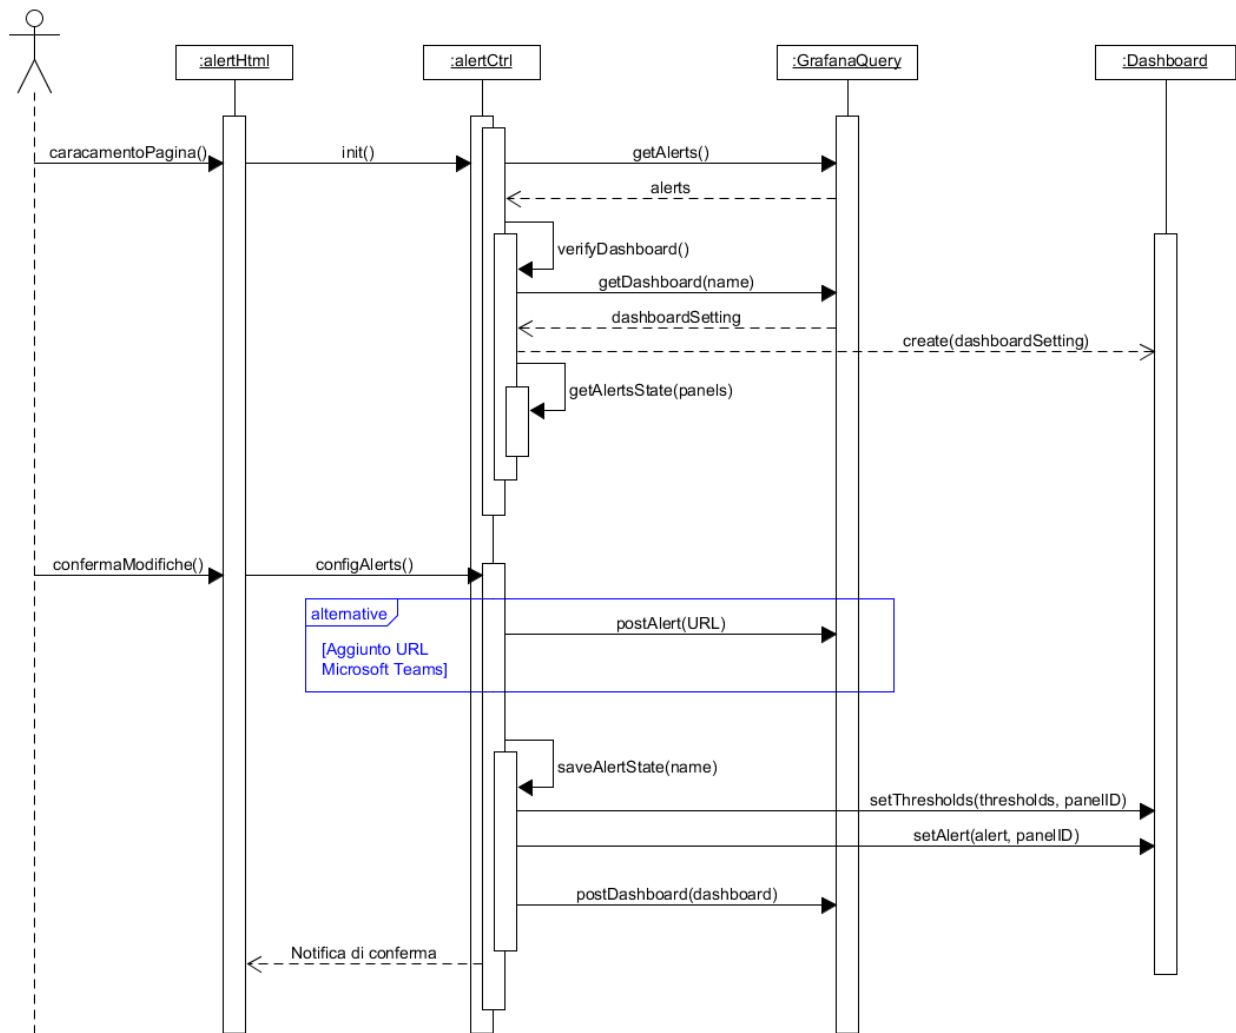 :alertHtml
:alertCtrl
:GrafanaQuery
:Dashboard
caracamentoPagina()
init()
getAlerts()
alerts
verifyDashboard()
getDashboard(name)
dashboardSetting
create(dashboardSetting)
getAlertsState(panels)
confermaModifiche()
configAlerts()
alternative
postAlert(URL)
[Aggiunto URL
Microsoft Teams]
saveAlertState(name)
setThresholds(thresholds, panelID)
setAlert(alert, panelID)
postDashboard(dashboard)
Notifica di conferma